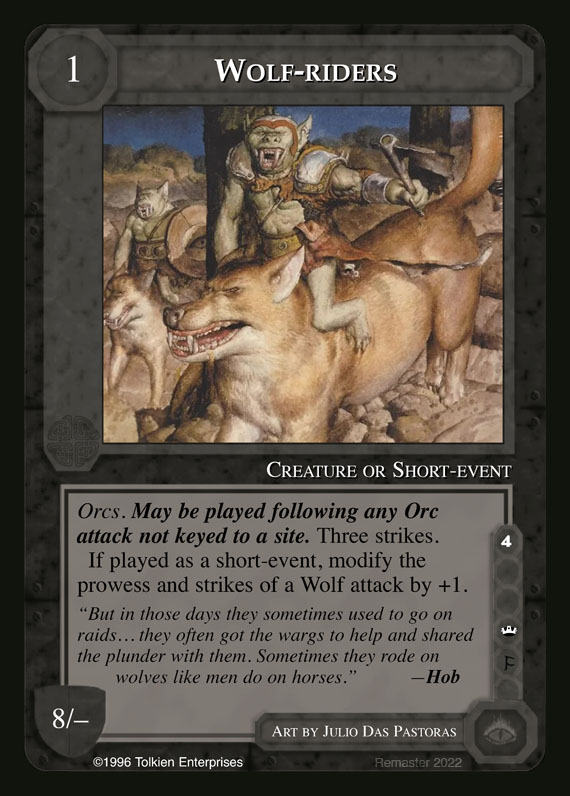 1
WOLF-RIDERS
CREATURE OR SHORT-EVENT
Orcs. May be played following any Orc
attack not keyed to a site. Three strikes.
If played as a short-event, modify the
prowess and strikes of a Wolf attack by +1.
“But in those days they sometimes used to go on
raids... they often got the wargs to help and shared
the plunder with them. Sometimes they rode on
wolves like men do on horses.” —Hob
4
8/–
ART BY JULIO DAS PASTORAS
©1996 Tolkien Enterprises
Remaster 2022